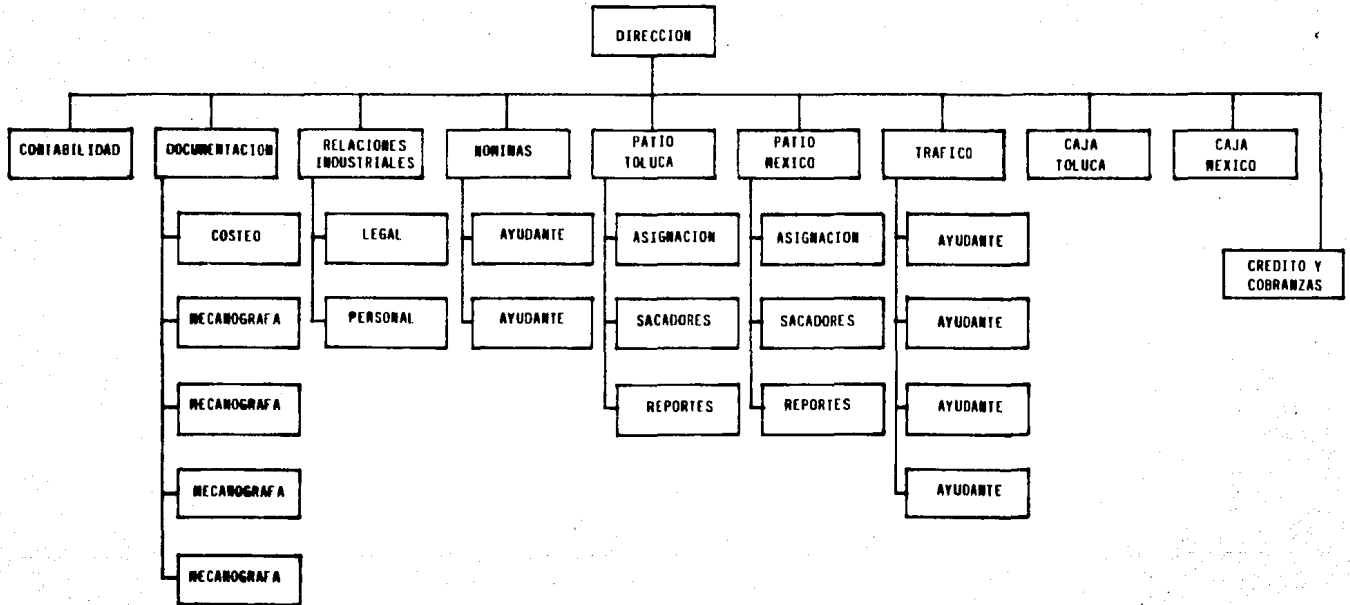 DIRECCION
CONTABILIDAD
DOCUMENTACION
RELACIONES
INDUSTRIALES
NOMINAS
PATIO
TOLUCA
PATIO
MEXICO
TRAFICO
CAJA
TOLUCA
CAJA
MEXICO
CREDITO Y
COBRANZAS
COSTEO
MECANOGRAFA
MECANOGRAFA
MECANOGRAFA
MECANOGRAFA
LEGAL
PERSONAL
AYUDANTE
AYUDANTE
ASIGNACION
SACADORES
REPORTES
ASIGNACION
SACADORES
REPORTES
AYUDANTE
AYUDANTE
AYUDANTE
AYUDANTE